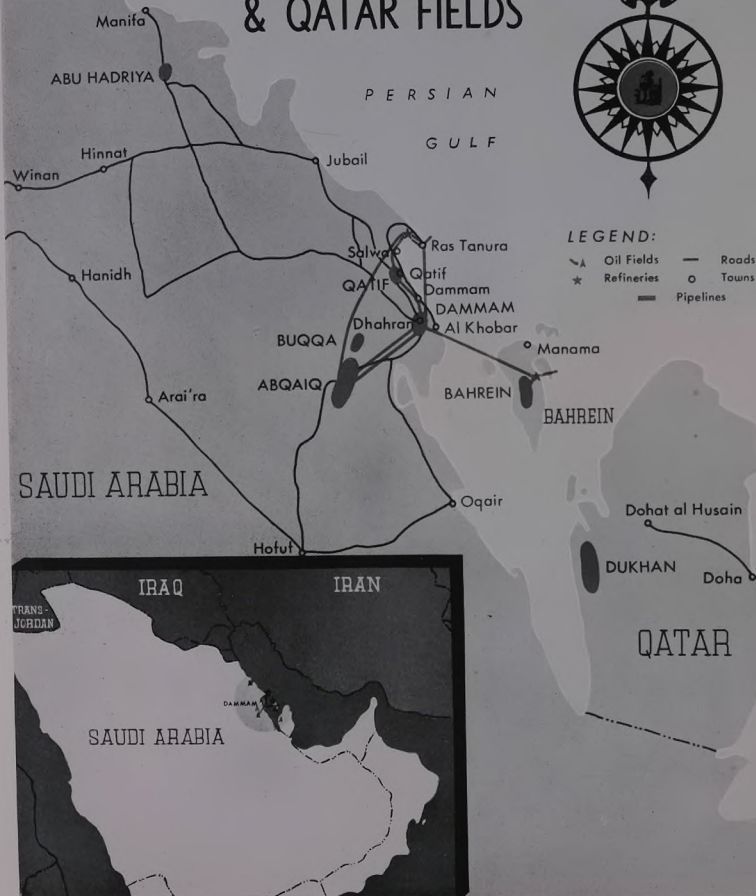 & QATAR FIELDS
Manifa
ABU HADRIYA
PERSIAN
GULF
Hinnat
Jubail
Winan
LEGEND:
Oil Fields
Roads
Refineries
Towns
Pipelines
Salwa
Ras Tanura
Hanidh
Qatif
QATIF
Dammam
DAMMAM
Dhahran
Al Khobar
BUQQA
Manama
ABQAIQ
BAHREIN
BAHREIN
Arai'ra
SAUDI ARABIA
Oqair
Dohat al Husain
Hofuf
DUKHAN
Doha
QATAR
IRAQ
IRAN
TRANS-
JORDAN
DAMMAM
SAUDI ARABIA